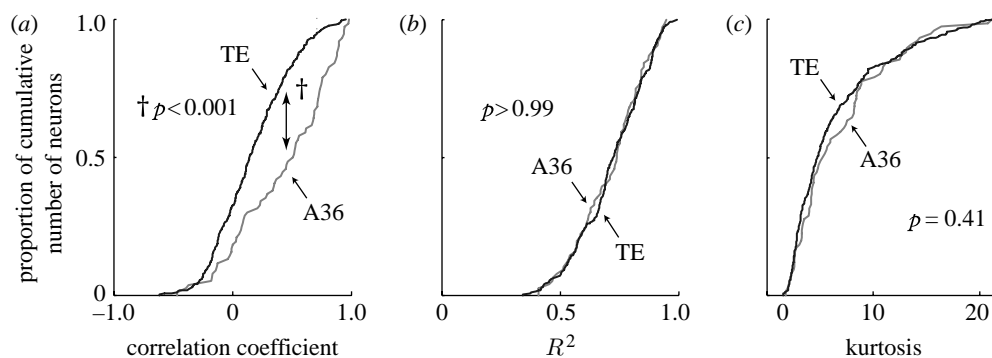 proportion of cumulative
number of neurons
(a)
1.0
0.5
0
TE
† p < 0.001
†
A36
−1.0
0
1.0
correlation coefficient
(b)
p > 0.99
A36
TE
0
0.5
1.0
R²
(c)
TE
A36
p = 0.41
0
10
20
kurtosis